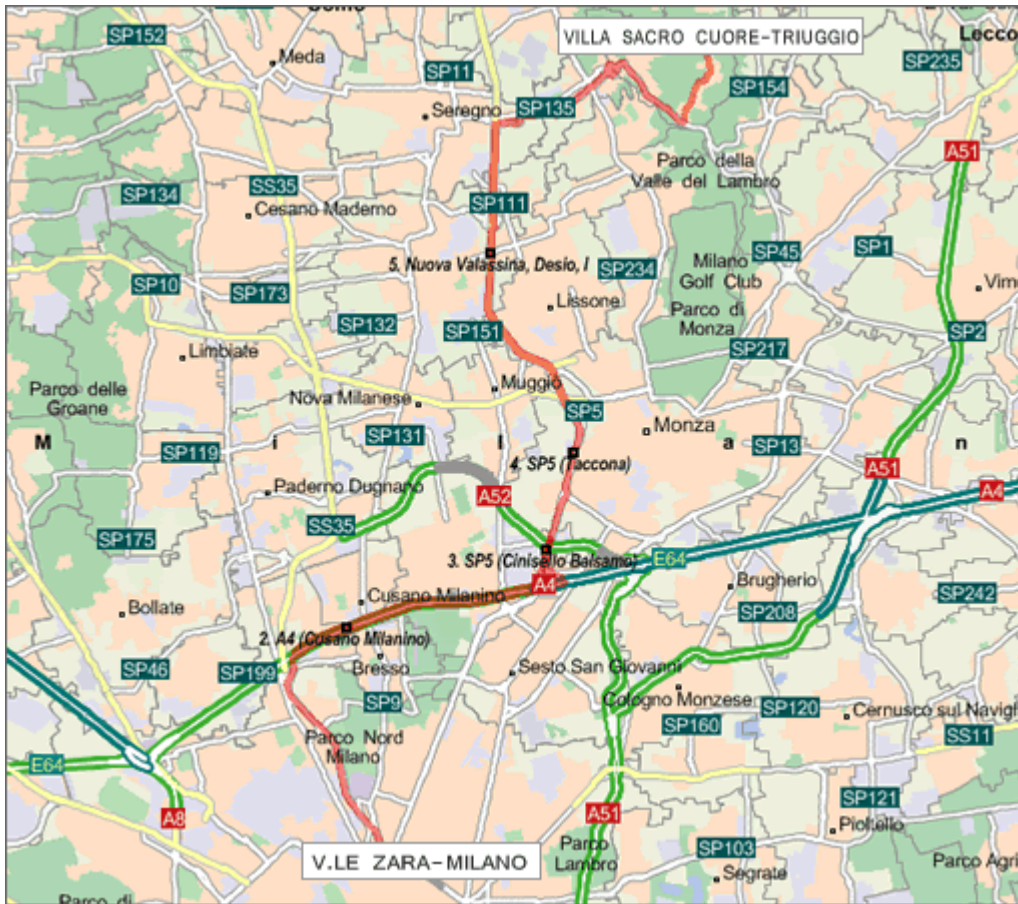 SP152
Meda
SP11
VILLA SACRO CUORE-TRIUGGIO
SP235
Lecco
SP154
Seregno
SP135
A51
Parco della
Valle del Lambro
SP134
SS35
Cesano Maderno
SP111
SP45
SP1
5. Nuova Valassina, Desio, I
SP234
Milano
Golf Club
SP10
SP173
Lissone
Parco di
Monza
Vim
SP132
SP151
SP2
Limbiate
SP217
Parco delle
Groane
Muggiò
Nova Milanese
SP5
Monza
M
i
l
a
n
SP131
SP13
SP119
4. SP5 (Taccona)
A51
Paderno Dugnano
A52
A4
SS35
SP175
3. SP5 (Cinisello Balsamo)
E64
A4
Brugherio
Cusano Milanino
SP242
Bollate
SP208
2. A4 (Cusano Milanino)
SP46
SP199
Bresso
Sesto San Giovanni
SP9
Cologno Monzese
SP120
Cernusco sul Navigl
SP160
Parco Nord
Milano
SS11
E64
A8
A51
SP121
Pioltello
V.LE ZARA-MILANO
Parco
Lambro
SP103
Parco Agri
Segrate
Parco di